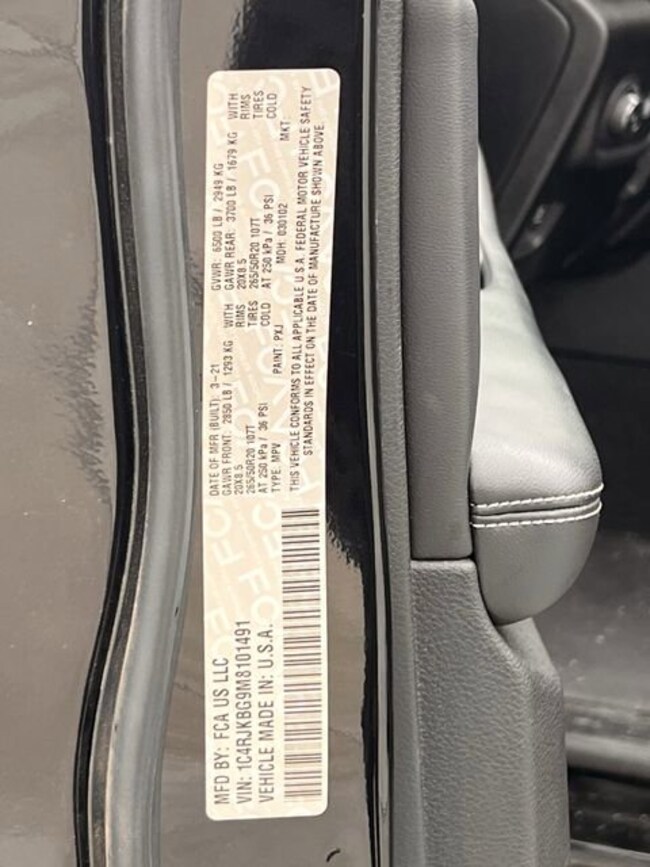 MFD BY: FCA US LLC
VIN: 1C4RJKBG9M8101491
VEHICLE MADE IN: U.S.A.
DATE OF MFR (BUILT): 3-21 GVWR: 6500 LB / 2949 KG
GAWR FRONT: 2850 LB / 1293 KG WITH GAWR REAR: 3700 LB / 1679 KG WITH
20X8.5 RIMS 20X8.5 RIMS
265/50R20 107T TIRES 265/50R20 107T TIRES
AT 250 kPa / 36 PSI COLD AT 250 kPa / 36 PSI COLD
TYPE: MPV PAINT: PXJ MDH: 030102 MKT:
THIS VEHICLE CONFORMS TO ALL APPLICABLE U.S.A. FEDERAL MOTOR VEHICLE SAFETY
STANDARDS IN EFFECT ON THE DATE OF MANUFACTURE SHOWN ABOVE.